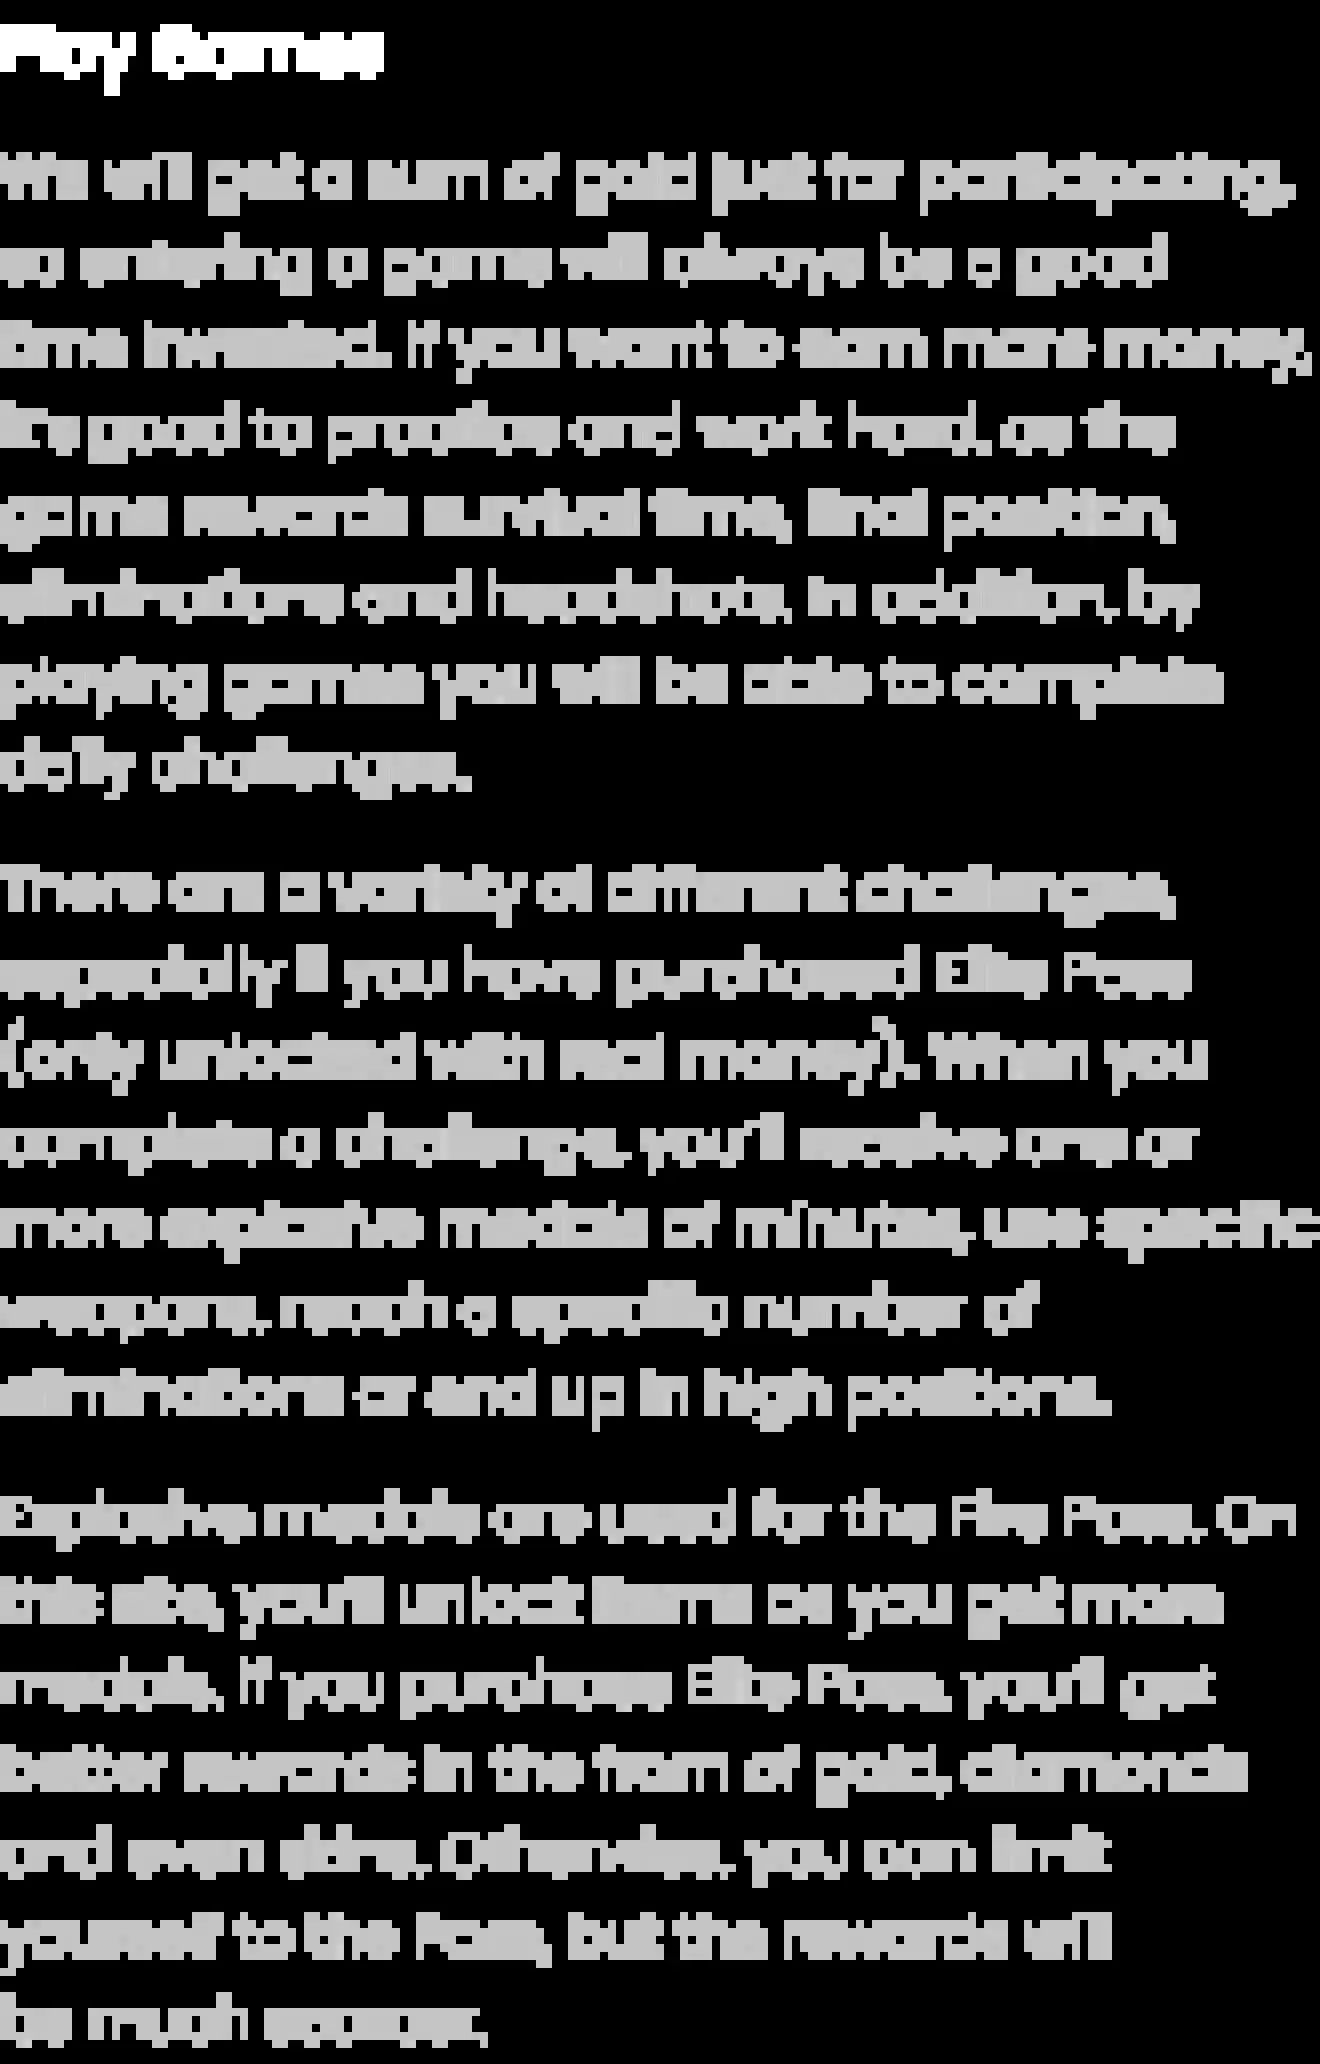 Play Games
We will get a sum of gold just for participating,
so entering a game will always be a good
time invested. If you want to earn more money,
it's good to practice and work hard, as the
game rewards survival time, final position,
eliminations and headshots. In addition, by
playing games you will be able to complete
daily challenges.
There are a variety of different challenges,
especially if you have purchased Elite Pass
(only unlocked with real money). When you
complete a challenge, you'll receive one or
more explosive medals of minutes, use specific
weapons, reach a specific number of
eliminations or end up in high positions.
Explosive medals are used for the Fire Pass. On
this site, you'll unlock items as you get more
medals. If you purchase Elite Pass, you'll get
better rewards in the from of gold, diamonds
and even skins. Otherwise, you can limit
yourself to the Pass, but the rewards will
be much